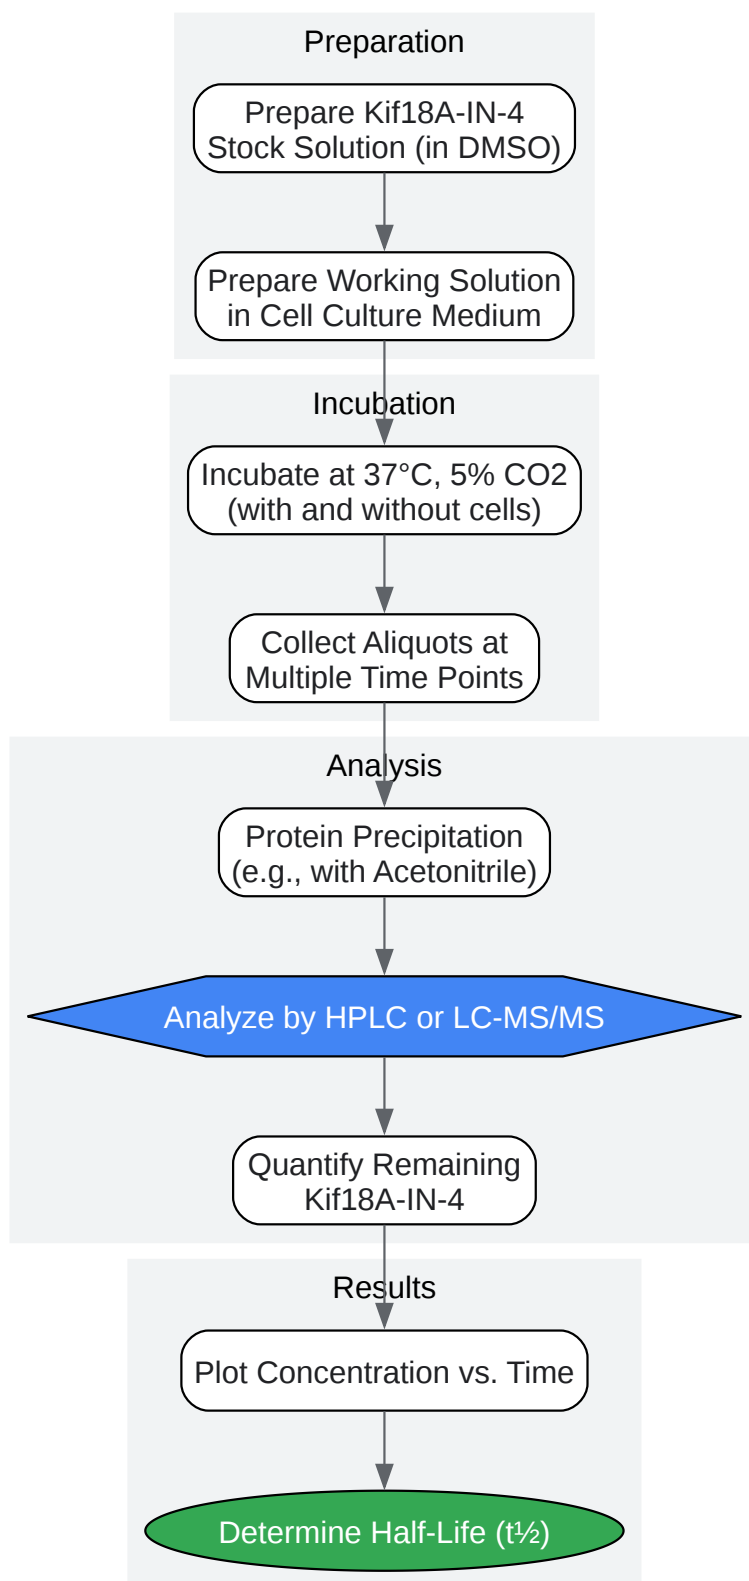 Preparation
Prepare Kif18A-IN-4
Stock Solution (in DMSO)
Prepare Working Solution
in Cell Culture Medium
Incubation
Incubate at 37°C, 5% CO2
(with and without cells)
Collect Aliquots at
Multiple Time Points
Analysis
Protein Precipitation
(e.g., with Acetonitrile)
Analyze by HPLC or LC-MS/MS
Quantify Remaining
Kif18A-IN-4
Results
Plot Concentration vs. Time
Determine Half-Life (t½)